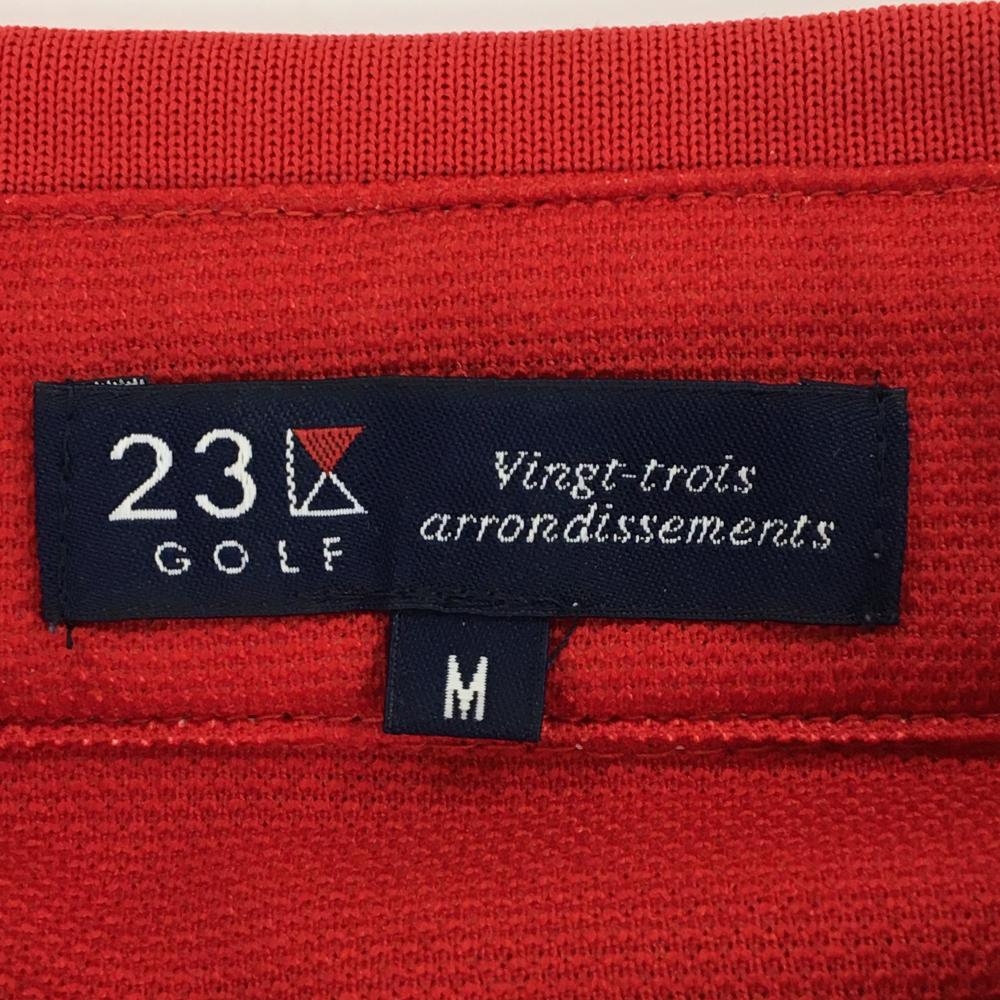 23
GOLF
Vingt-trois
arrondissements
M